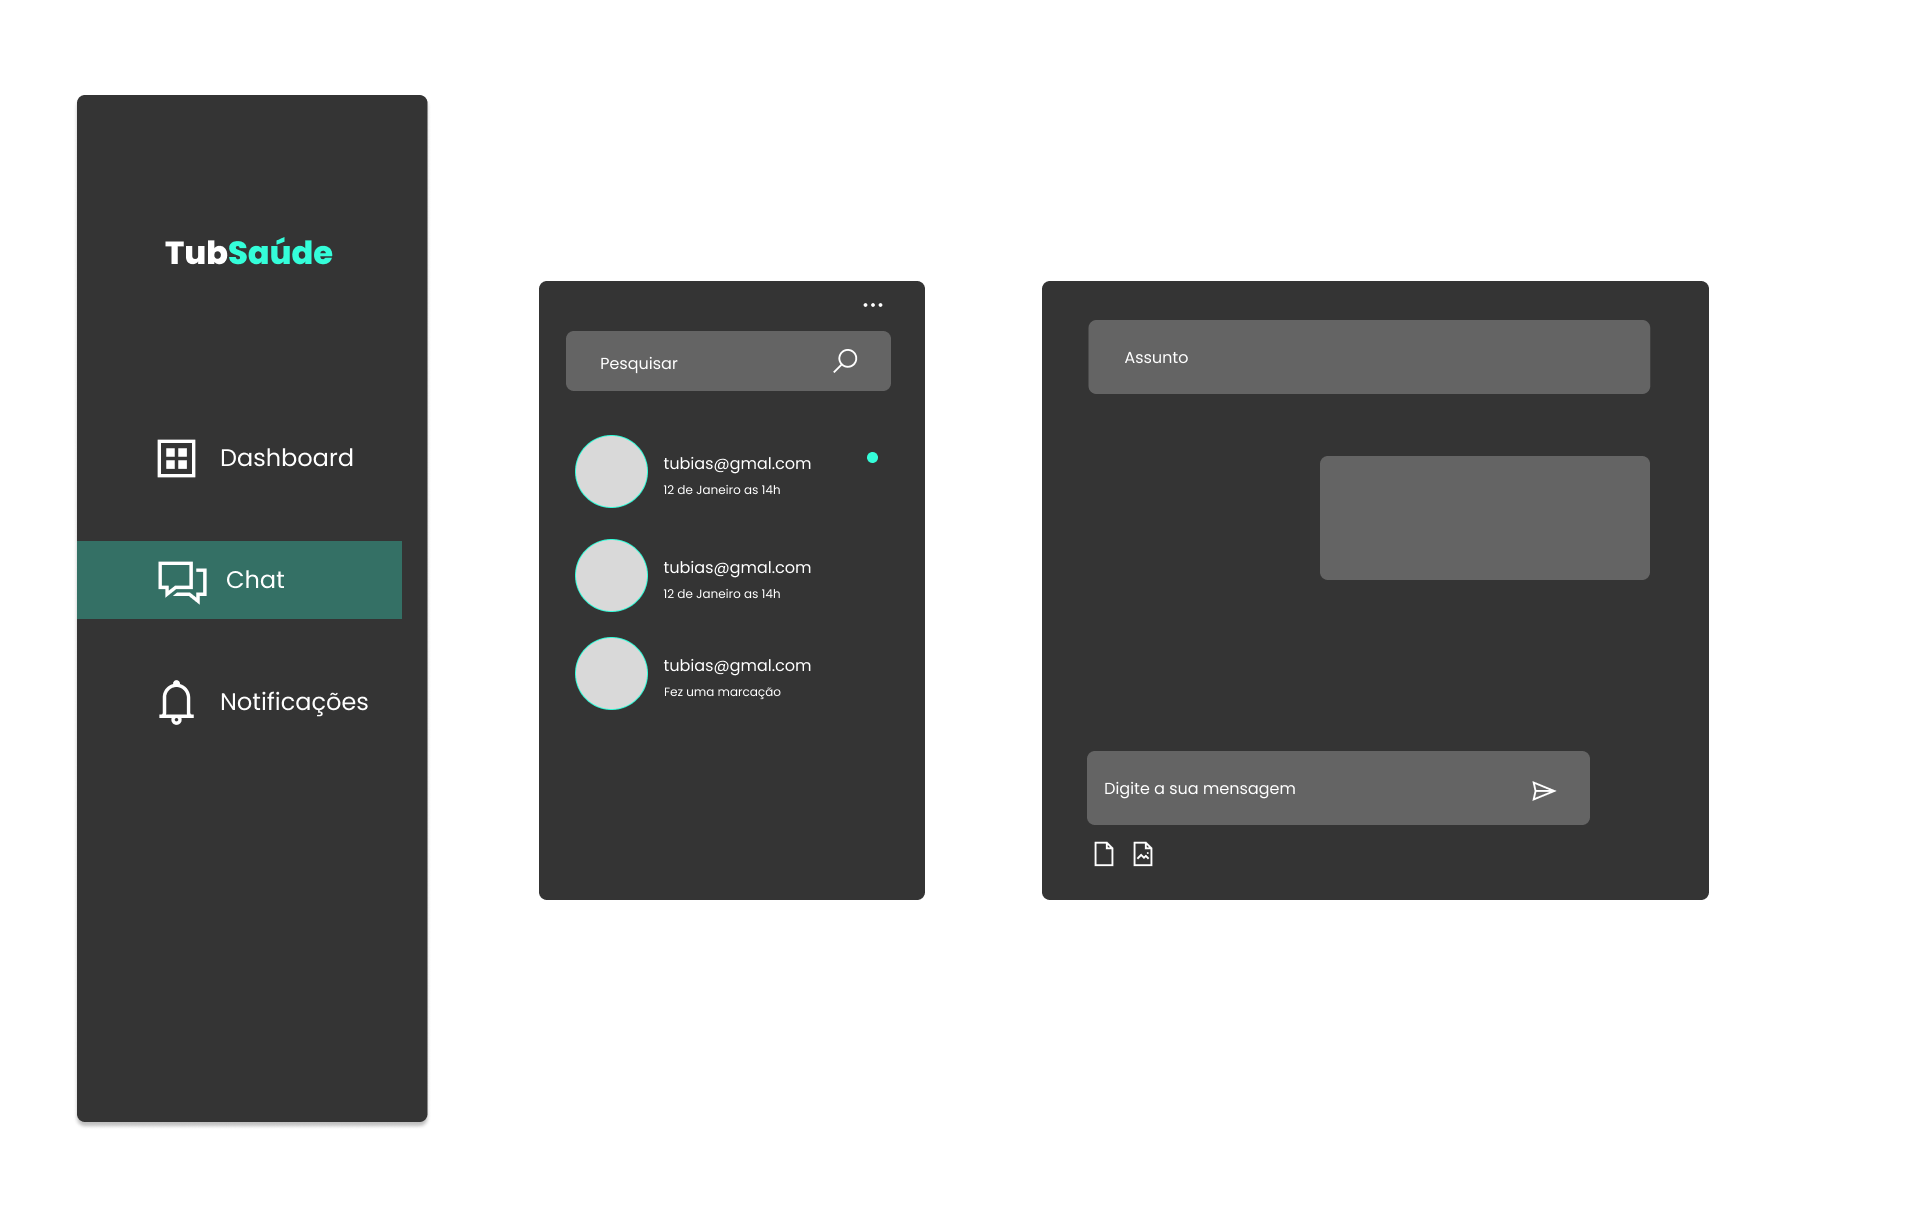 TubSaúde
Dashboard
Chat
Notificações
Pesquisar
tubias@gmal.com
12 de Janeiro as 14h
tubias@gmal.com
12 de Janeiro as 14h
tubias@gmal.com
Fez uma marcação
Assunto
Digite a sua mensagem